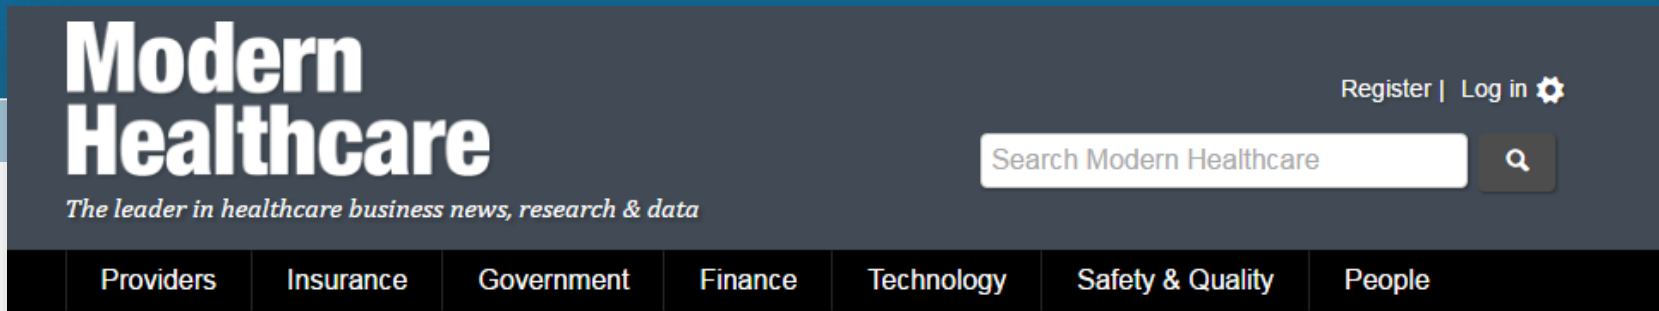 Modern
Healthcare
The leader in healthcare business news, research & data
Register | Log in
Search Modern Healthcare
Providers Insurance Government Finance Technology Safety & Quality People